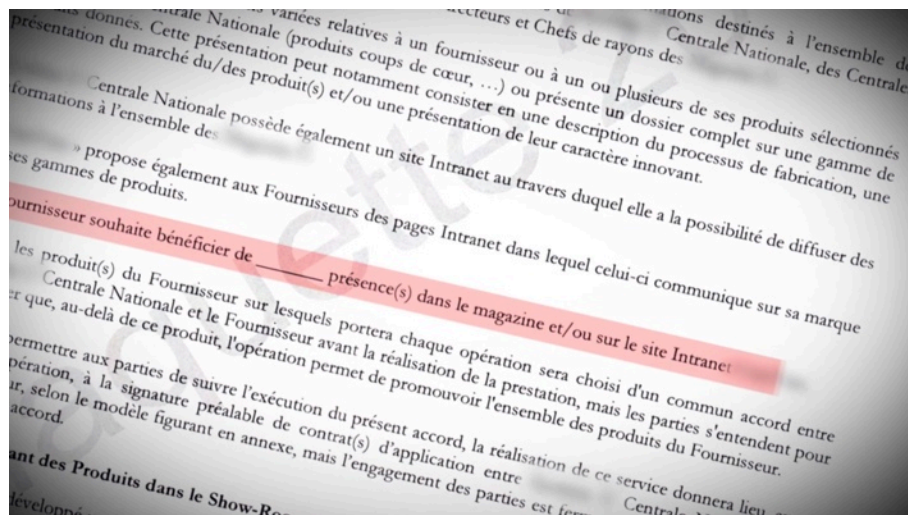 ations destinés à l'ensemble de
cteurs et Chefs de rayons des Centrale Nationale, des Centrale
variées relatives à un fournisseur ou à un ou plusieurs de ses produits sélectionnés
donnés. Cette Nationale (produits coups de cœur, …) ou présente un dossier complet sur une gamme de
présentation peut notamment consister en une description du processus de fabrication, une
présentation du marché du/des produit(s) et/ou une présentation de leur caractère innovant.
Centrale Nationale possède également un site Intranet au travers duquel elle a la possibilité de diffuser des
formations à l'ensemble des
» propose également aux Fournisseurs des pages Intranet dans lequel celui-ci communique sur sa marque
ses gammes de produits.
ournisseur souhaite bénéficier de ______ présence(s) dans le magazine et/ou sur le site Intranet
les produit(s) du Fournisseur sur lesquels portera chaque opération sera choisi d'un commun accord entre
Centrale Nationale et le Fournisseur avant la réalisation de la prestation, mais les parties s'entendent pour
er que, au-delà de ce produit, l'opération permet de promouvoir l'ensemble des produits du Fournisseur.
permettre aux parties de suivre l'exécution du présent accord, la réalisation de ce service donnera lieu,
pération, à la signature préalable de contrat(s) d'application entre Centrale
ur, selon le modèle figurant en annexe, mais l'engagement des parties est
accord.
ant des Produits dans le Show-Roo
développé
aquette